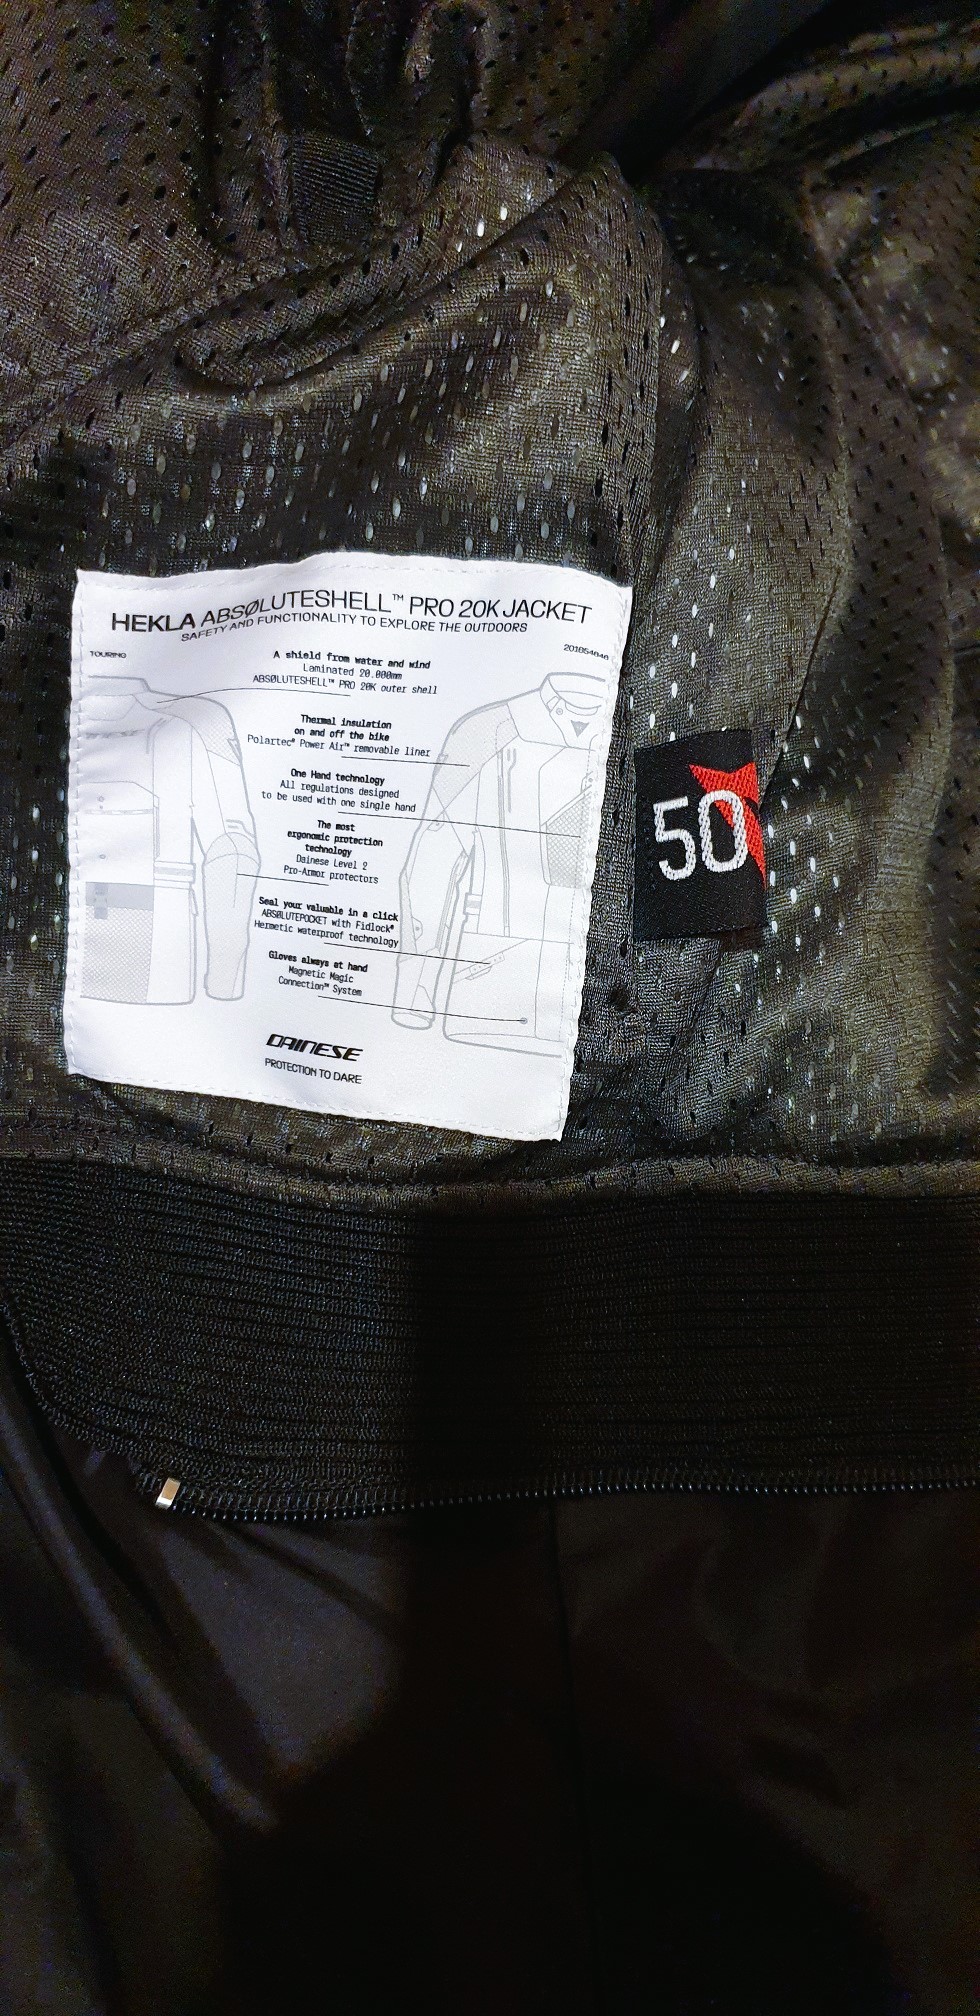 HEKLA ABSØLUTESHELL™ PRO 20K JACKET
SAFETY AND FUNCTIONALITY TO EXPLORE THE OUTDOORS
TOURING
A shield from water and wind
Laminated 20.000mm
ABSØLUTESHELL™ PRO 20K outer shell
Thermal insulation
on and off the bike
Polartec® Power Air™ removable liner
One Hand technology
All regulations designed
to be used with one single hand
The most
ergonomic protection
technology
Dainese Level 2
Pro-Armor protectors
Seal your valuable in a click
ABSØLUTEPOCKET with Fidlock®
Hermetic waterproof technology
Gloves always at hand
Magnetic Magic
Connection™ System
DAINESE
PROTECTION TO DARE
50